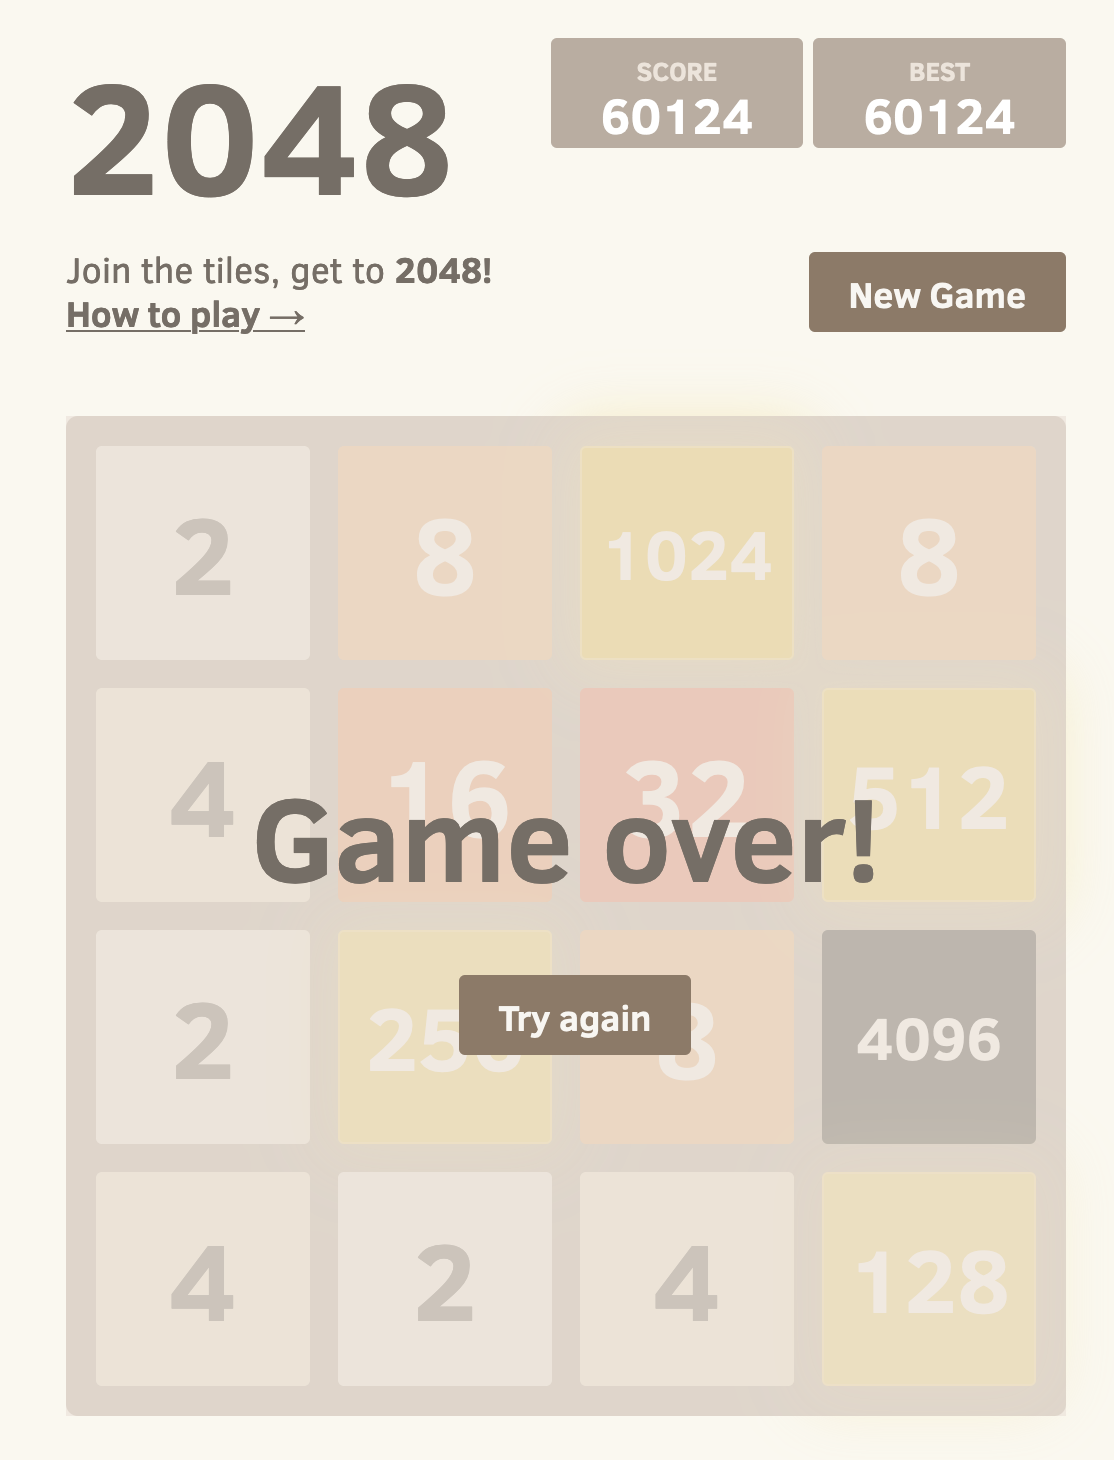 2048
SCORE
60124
BEST
60124
Join the tiles, get to 2048!
How to play →
New Game
2 8 1024 8
4 16 32 512
Game over!
2 256 8 4096
Try again
4 2 4 128